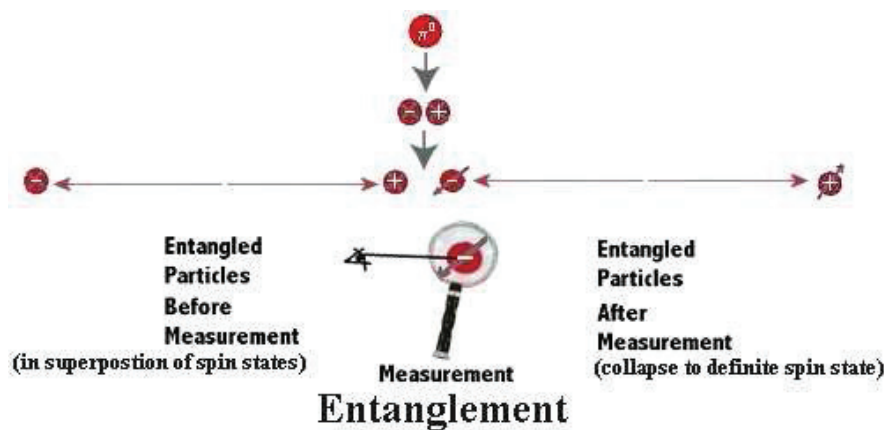 π⁰
- +
- + - +
-
Entangled
Particles
Before
Measurement
(in superpostion of spin states)
Measurement
Entangled
Particles
After
Measurement
(collapse to definite spin state)
Entanglement